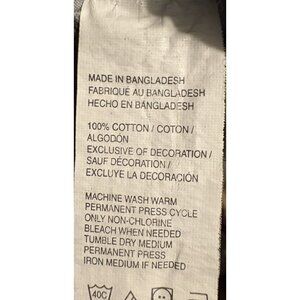 MADE IN BANGLADESH
FABRIQUÉ AU BANGLADESH
HECHO EN BANGLADESH
100% COTTON / COTON /
ALGODÓN
EXCLUSIVE OF DECORATION /
SAUF DÉCORATION /
EXCLUYE LA DECORACIÓN
MACHINE WASH WARM
PERMANENT PRESS CYCLE
ONLY NON-CHLORINE
BLEACH WHEN NEEDED
TUMBLE DRY MEDIUM
PERMANENT PRESS
IRON MEDIUM IF NEEDED
40C